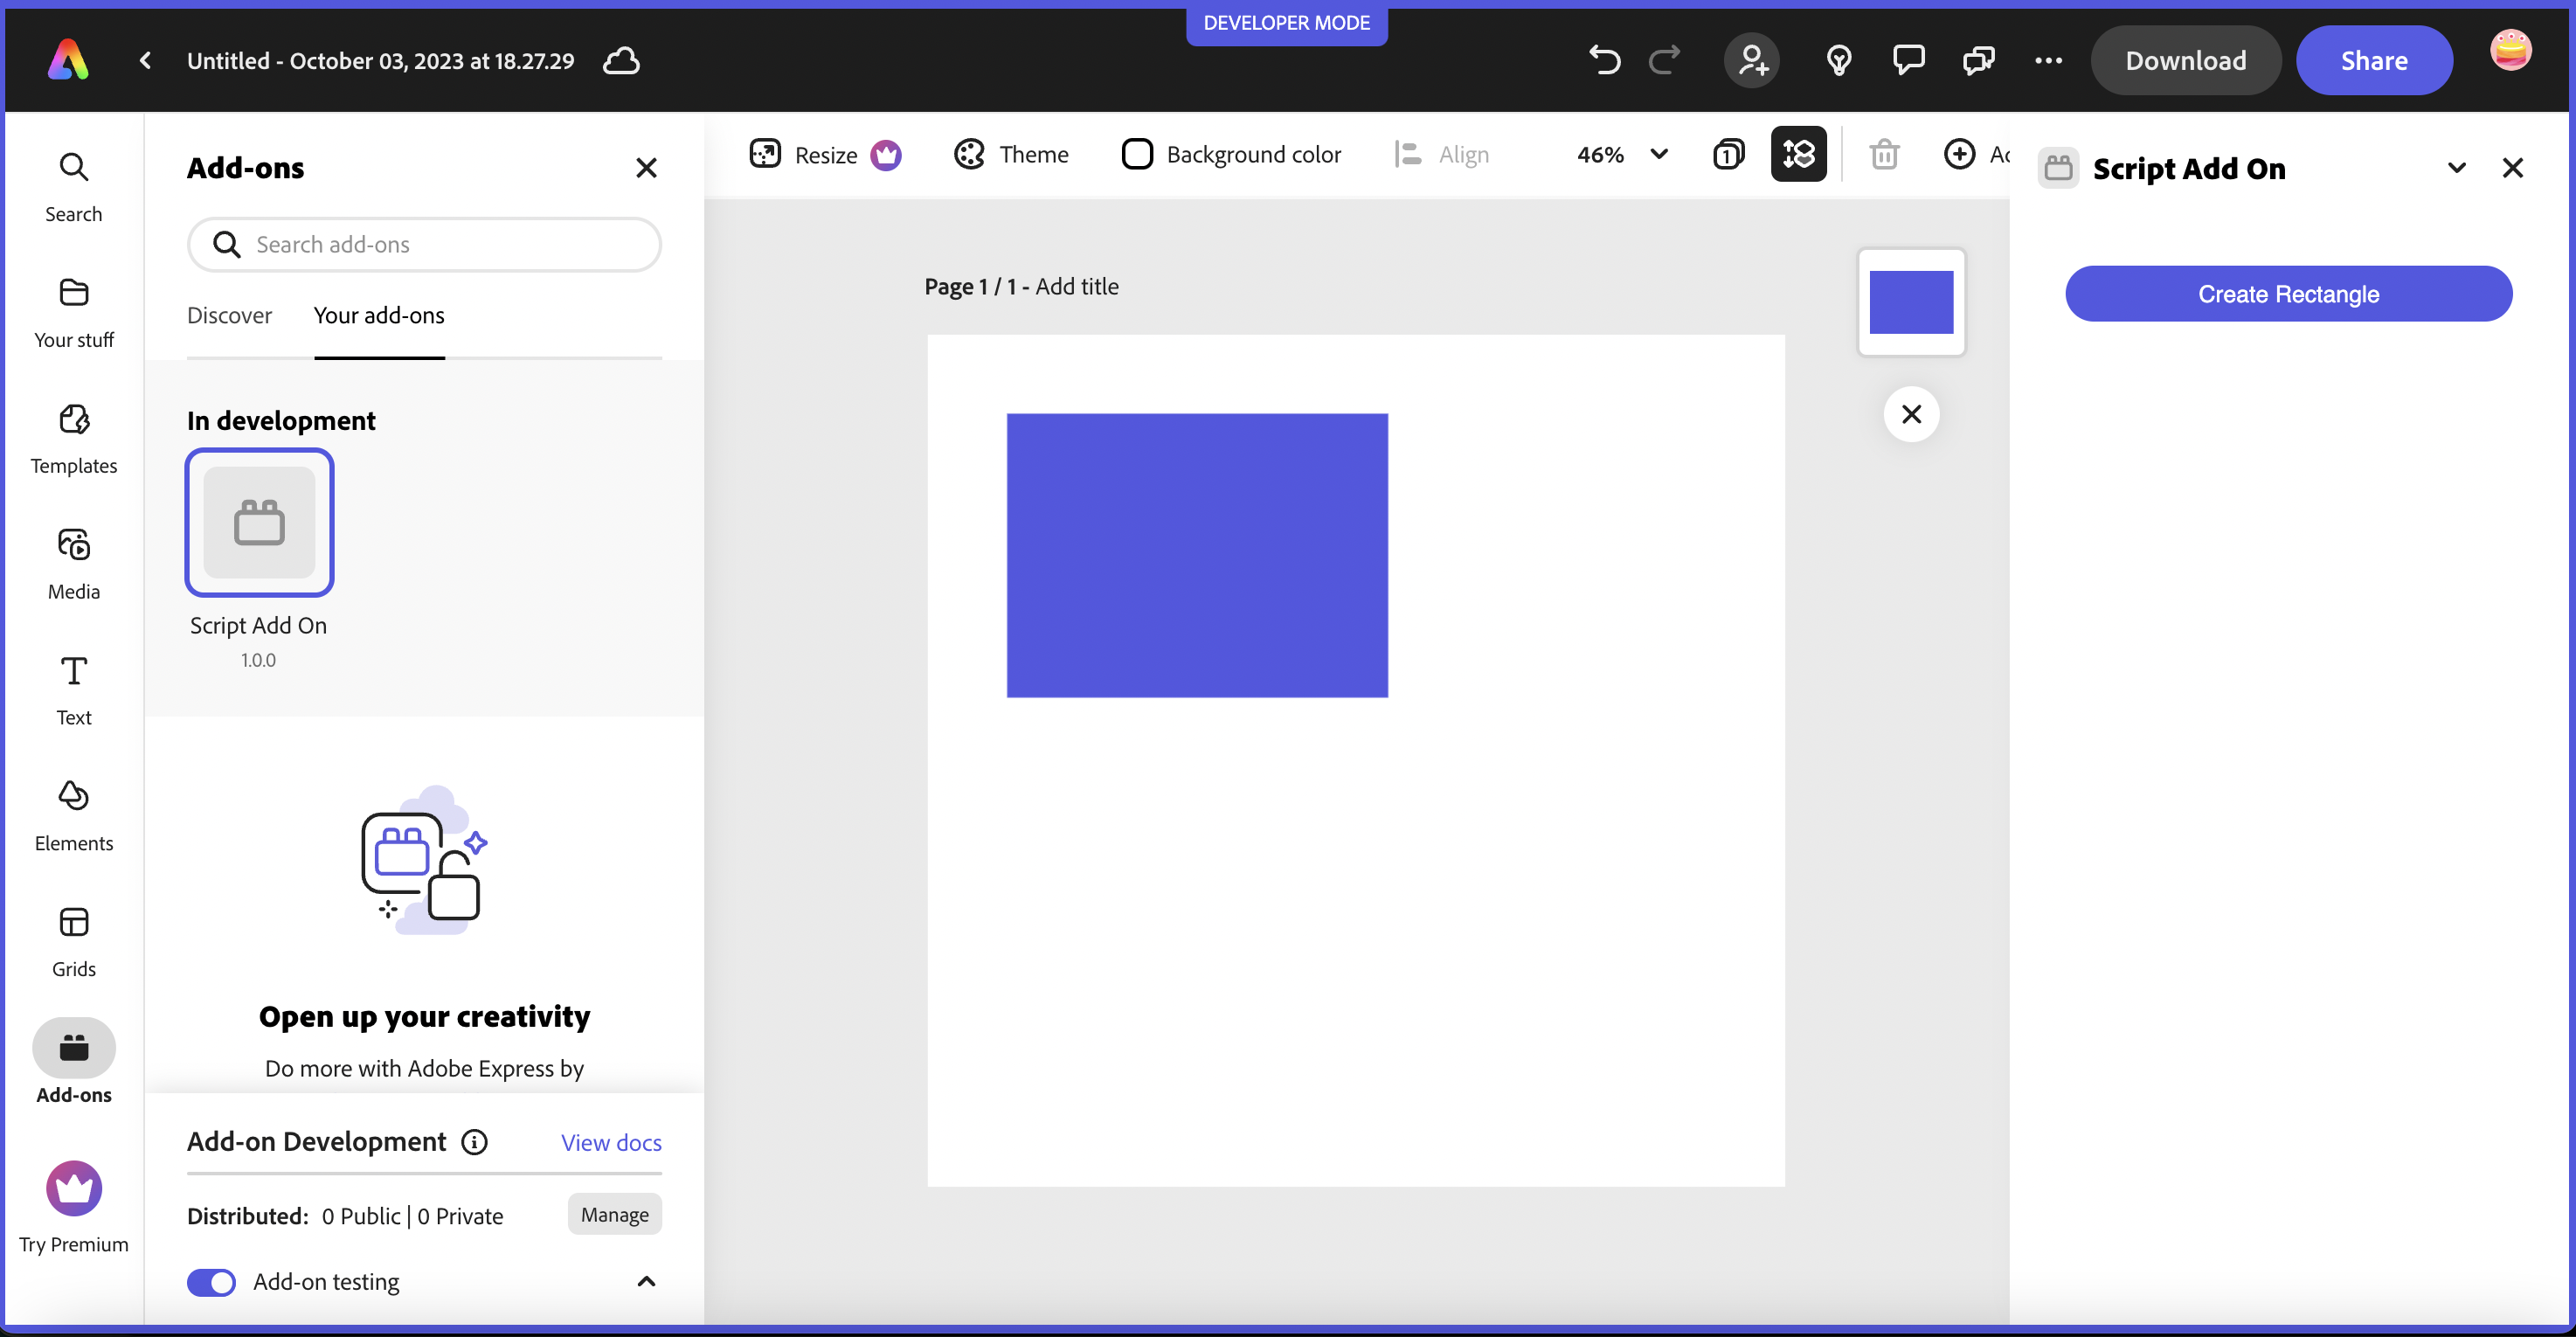 DEVELOPER MODE
Untitled - October 03, 2023 at 18.27.29
Download
Share
Search
Your stuff
Templates
Media
Text
Elements
Grids
Add-ons
Try Premium
Add-ons
Search add-ons
Discover
Your add-ons
In development
Script Add On
1.0.0
Open up your creativity
Do more with Adobe Express by
Add-on Development
View docs
Distributed: 0 Public | 0 Private
Manage
Add-on testing
Resize
Theme
Background color
Align
46%
1
Page 1 / 1 - Add title
Script Add On
Create Rectangle